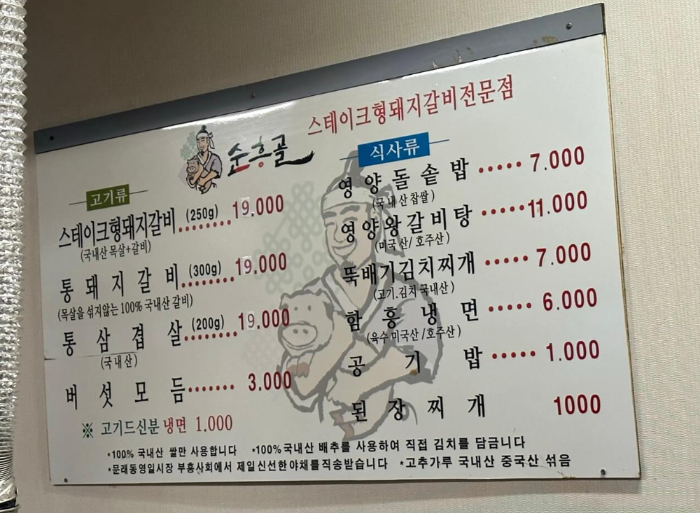 스테이크형돼지갈비전문점
순흥골
고기류
스테이크형돼지갈비 (250g) ........ 19.000
(국내산 목살+갈비)
통돼지갈비 (300g) ...... 19.000
(목살을 섞지않는 100% 국내산 갈비)
통삼겹살 (200g) ...... 19.000
(국내산)
버섯모듬 ....... 3.000
※ 고기드신분 냉면 1.000
식사류
영양돌솥밥 ..... 7.000
(국내산 찹쌀)
영양왕갈비탕 ..... 11.000
(미국산/호주산)
뚝배기김치찌개 ..... 7.000
(고기.김치 국내산)
함흥냉면 ..... 6.000
(육수 미국산/호주산)
공기밥 ..... 1.000
된장찌개 1000
*100% 국내산 쌀만 사용합니다 *100% 국내산 배추를 사용하여 직접 김치를 담금니다
*문래동영일시장 부흥사회에서 제일신선한야채를직송받습니다 *고추가루 국내산 중국산 섞음